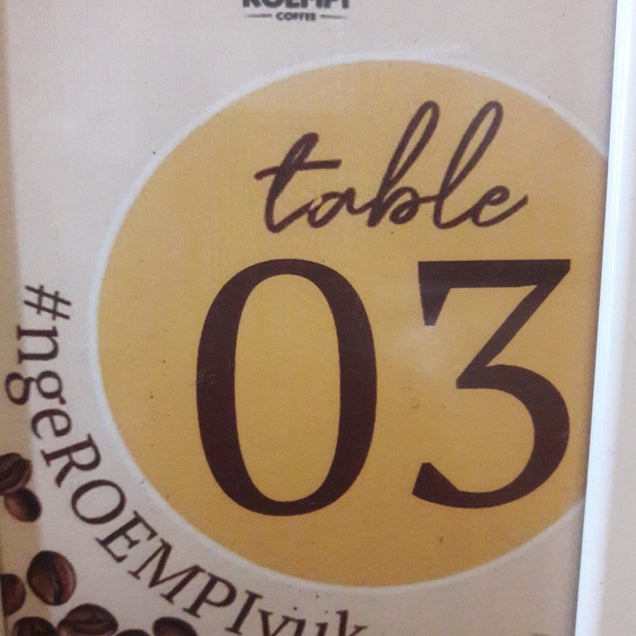 ROEMPI
COFFEE
table
03
#ngeROEMPIyuk